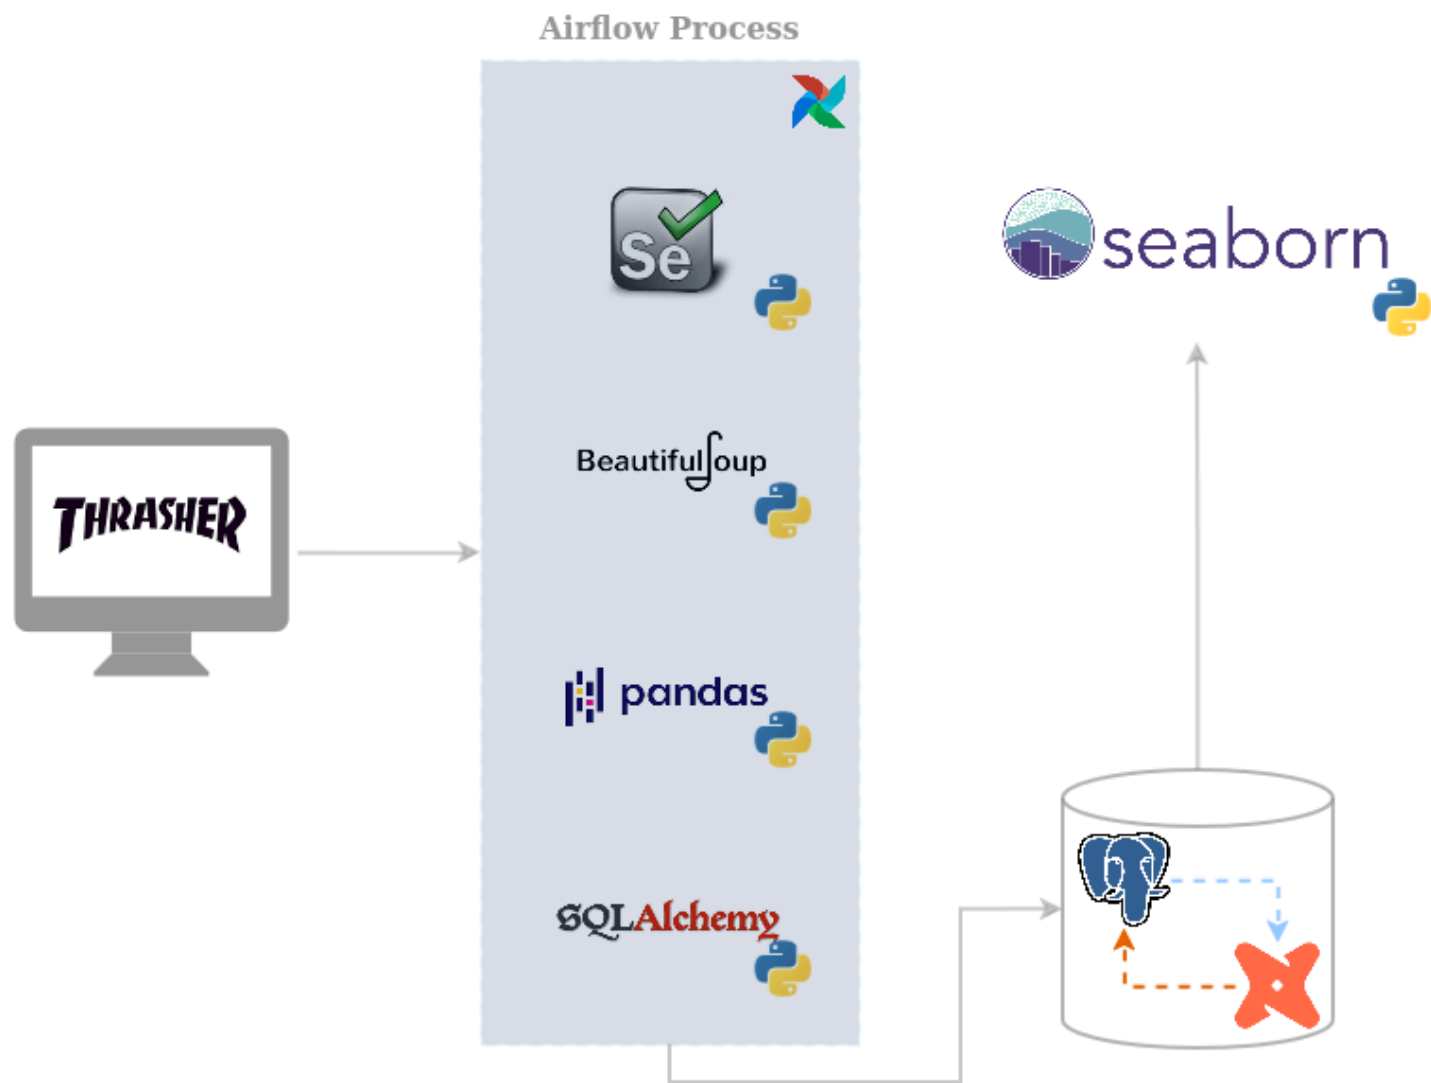 Airflow Process
Se
seaborn
BeautifulSoup
THRASHER
pandas
SQLAlchemy